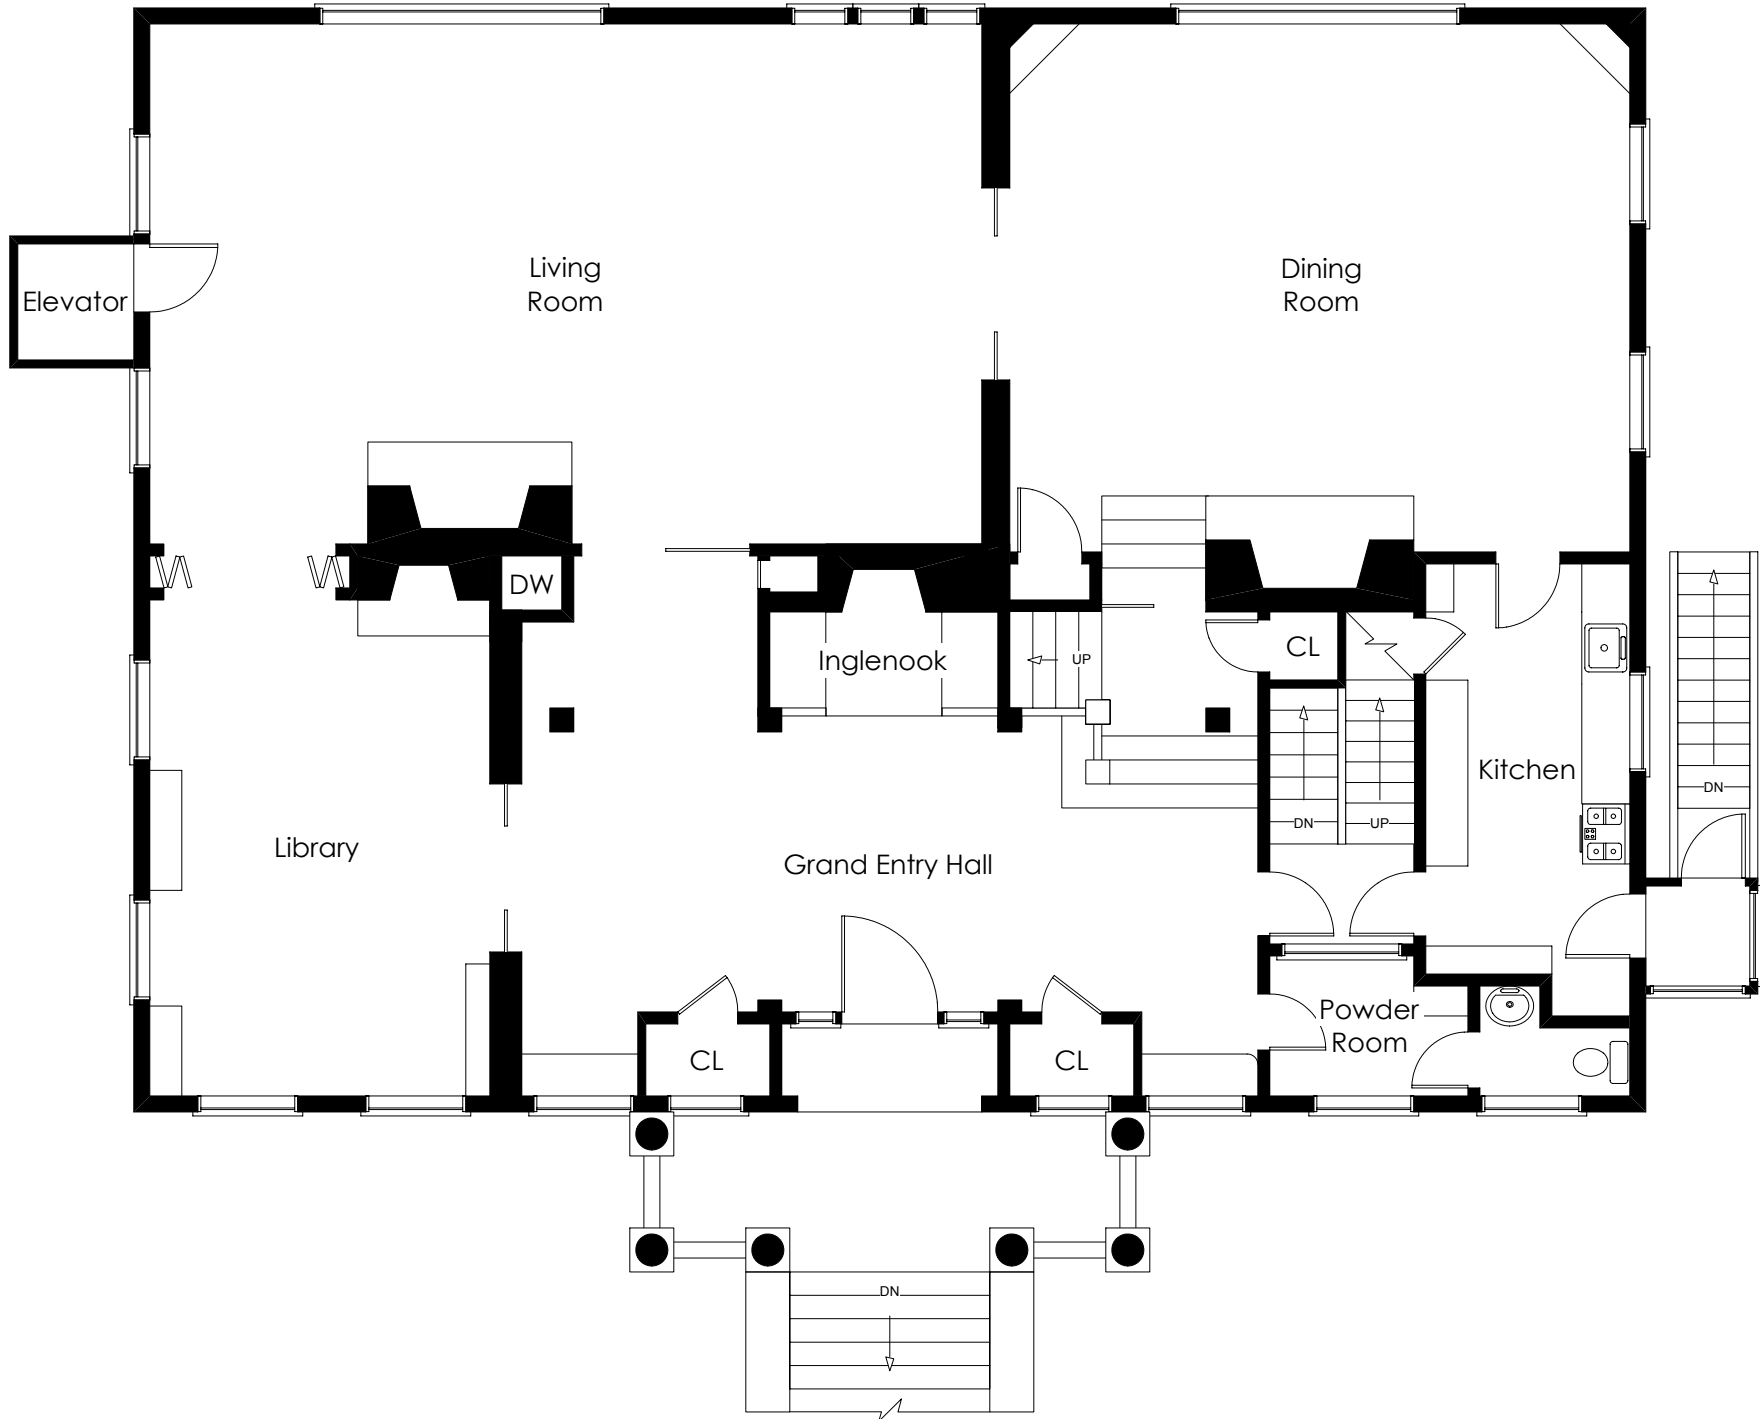 Living
Room
Dining
Room
Elevator
DW
Inglenook
UP
CL
Kitchen
DN
DN
UP
Library
Grand Entry Hall
Powder
Room
CL
CL
DN